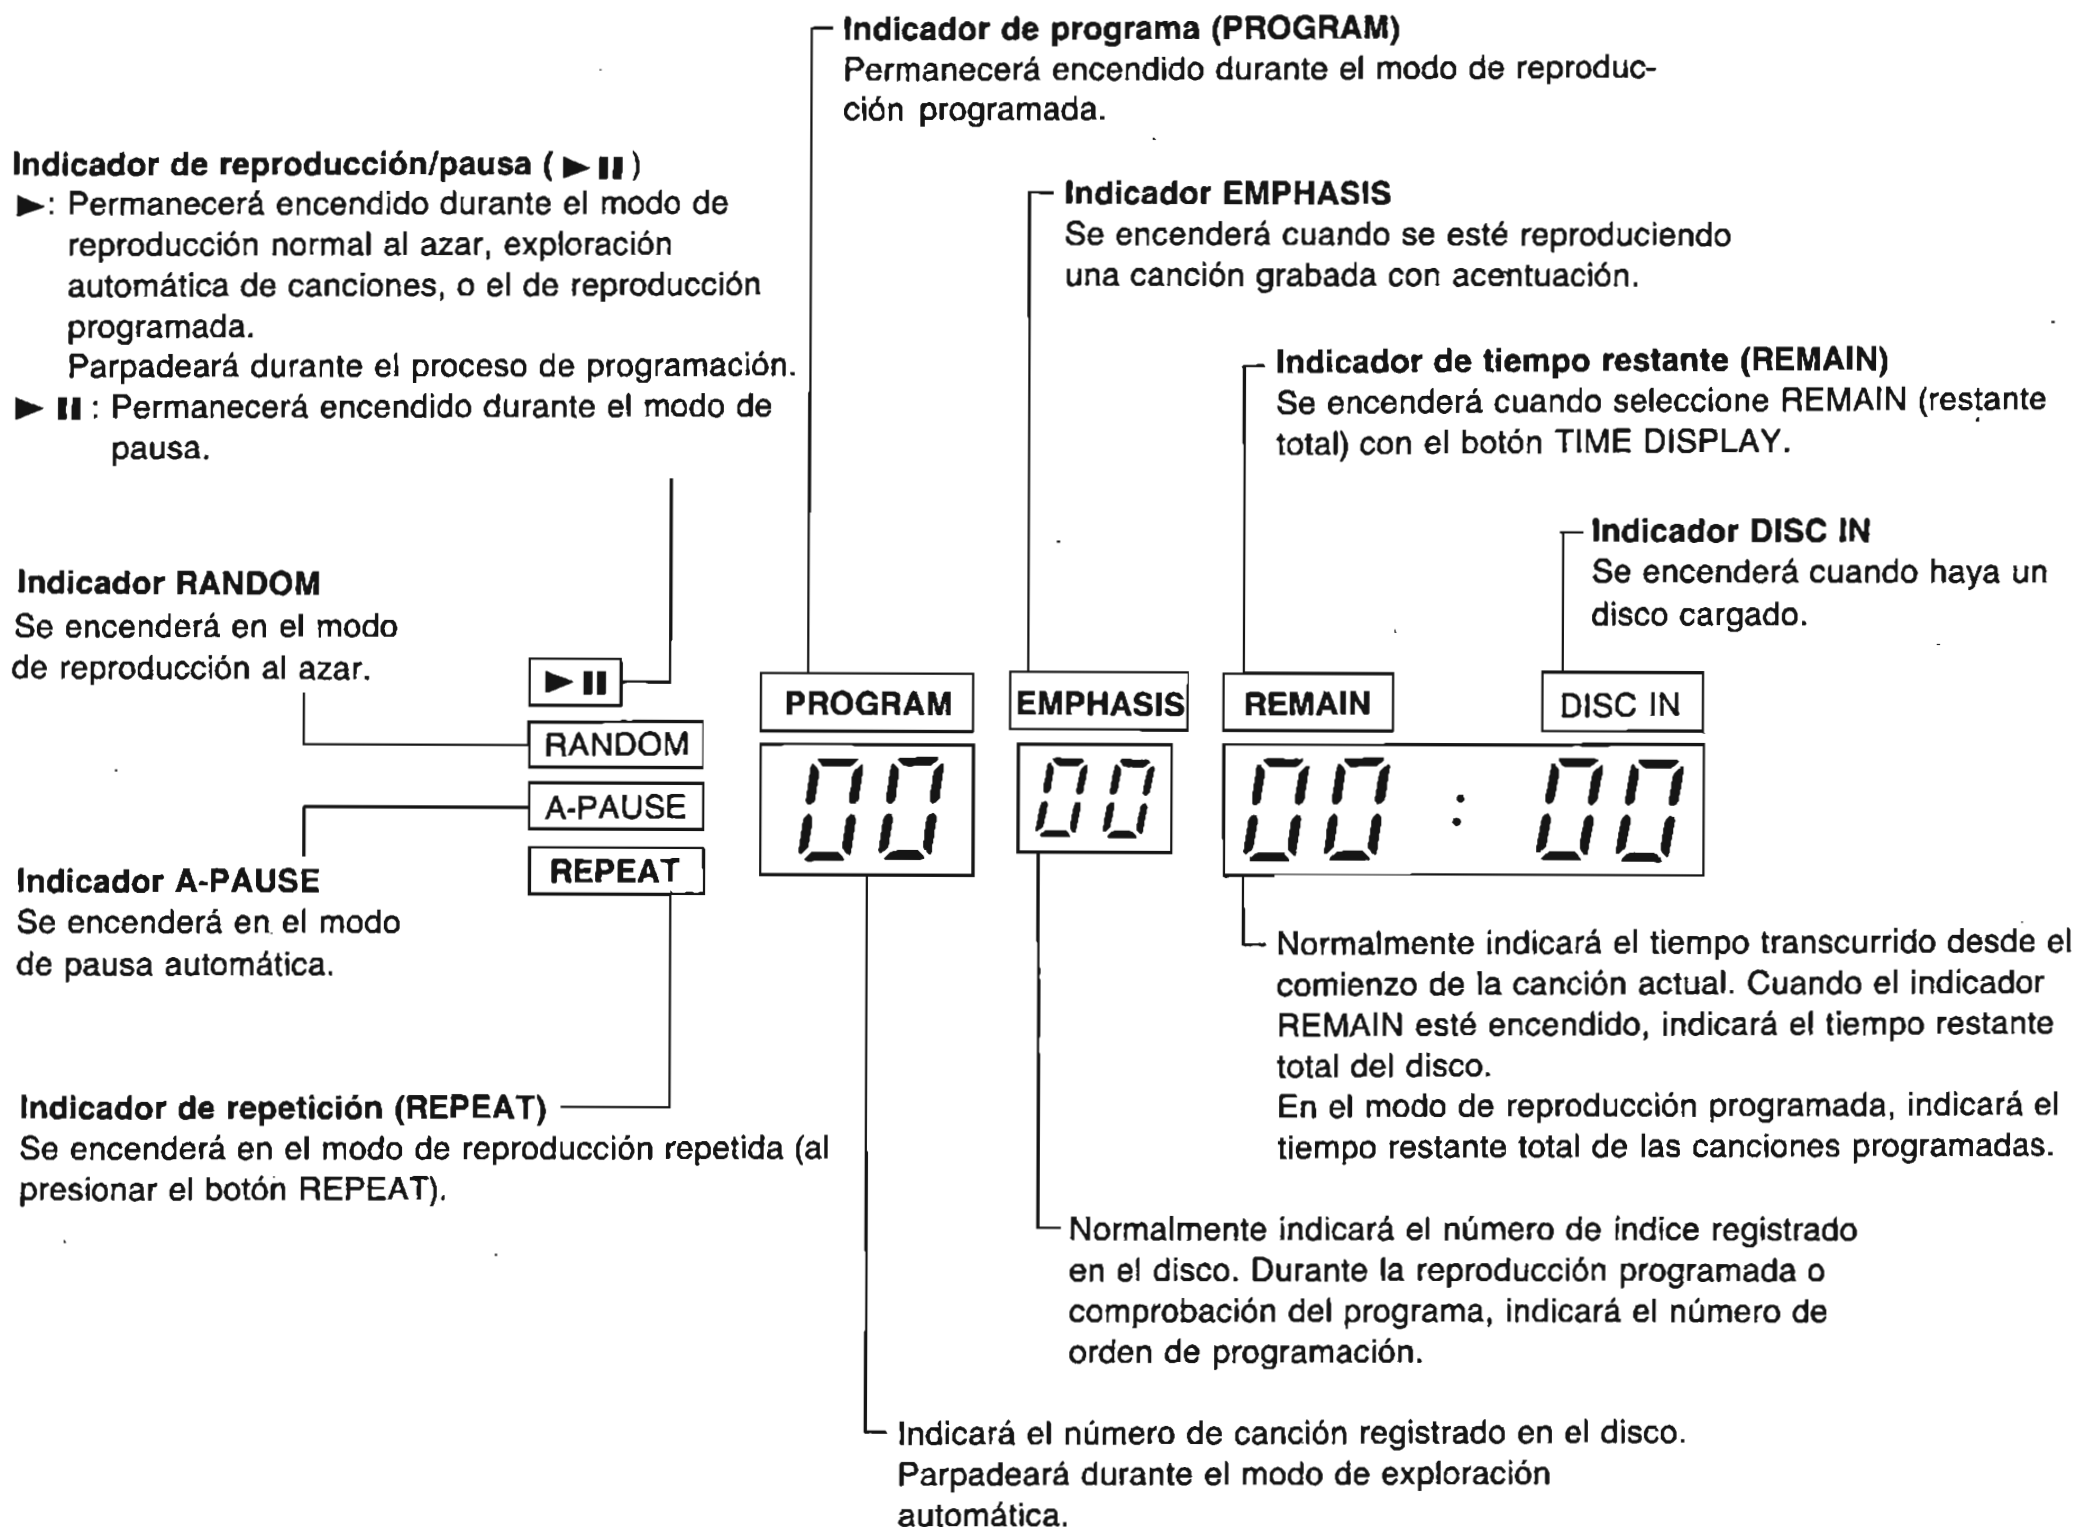 Indicador de programa (PROGRAM)
Permanecerá encendido durante el modo de reproduc-
ción programada.
Indicador de reproducción/pausa ( ▶ ▮▮ )
▶: Permanecerá encendido durante el modo de
reproducción normal al azar, exploración
automática de canciones, o el de reproducción
programada.
Parpadeará durante el proceso de programación.
▶ ▮▮ : Permanecerá encendido durante el modo de
pausa.
Indicador EMPHASIS
Se encenderá cuando se esté reproduciendo
una canción grabada con acentuación.
Indicador de tiempo restante (REMAIN)
Se encenderá cuando seleccione REMAIN (restante
total) con el botón TIME DISPLAY.
Indicador DISC IN
Se encenderá cuando haya un
disco cargado.
Indicador RANDOM
Se encenderá en el modo
de reproducción al azar.
▶ ▮▮
PROGRAM
EMPHASIS
REMAIN
DISC IN
RANDOM
A-PAUSE
REPEAT
00
00
00 : 00
Indicador A-PAUSE
Se encenderá en el modo
de pausa automática.
Indicador de repetición (REPEAT)
Se encenderá en el modo de reproducción repetida (al
presionar el botón REPEAT).
Normalmente indicará el tiempo transcurrido desde el
comienzo de la canción actual. Cuando el indicador
REMAIN esté encendido, indicará el tiempo restante
total del disco.
En el modo de reproducción programada, indicará el
tiempo restante total de las canciones programadas.
Normalmente indicará el número de índice registrado
en el disco. Durante la reproducción programada o
comprobación del programa, indicará el número de
orden de programación.
Indicará el número de canción registrado en el disco.
Parpadeará durante el modo de exploración
automática.